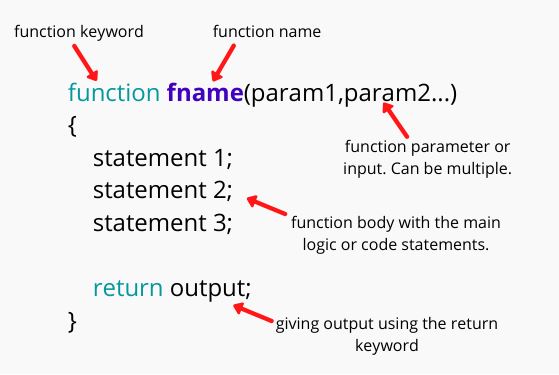 function keyword
function name
function fname(param1,param2...)
{
function parameter or
input. Can be multiple.
statement 1;
statement 2;
statement 3;
function body with the main
logic or code statements.
return output;
}
giving output using the return
keyword